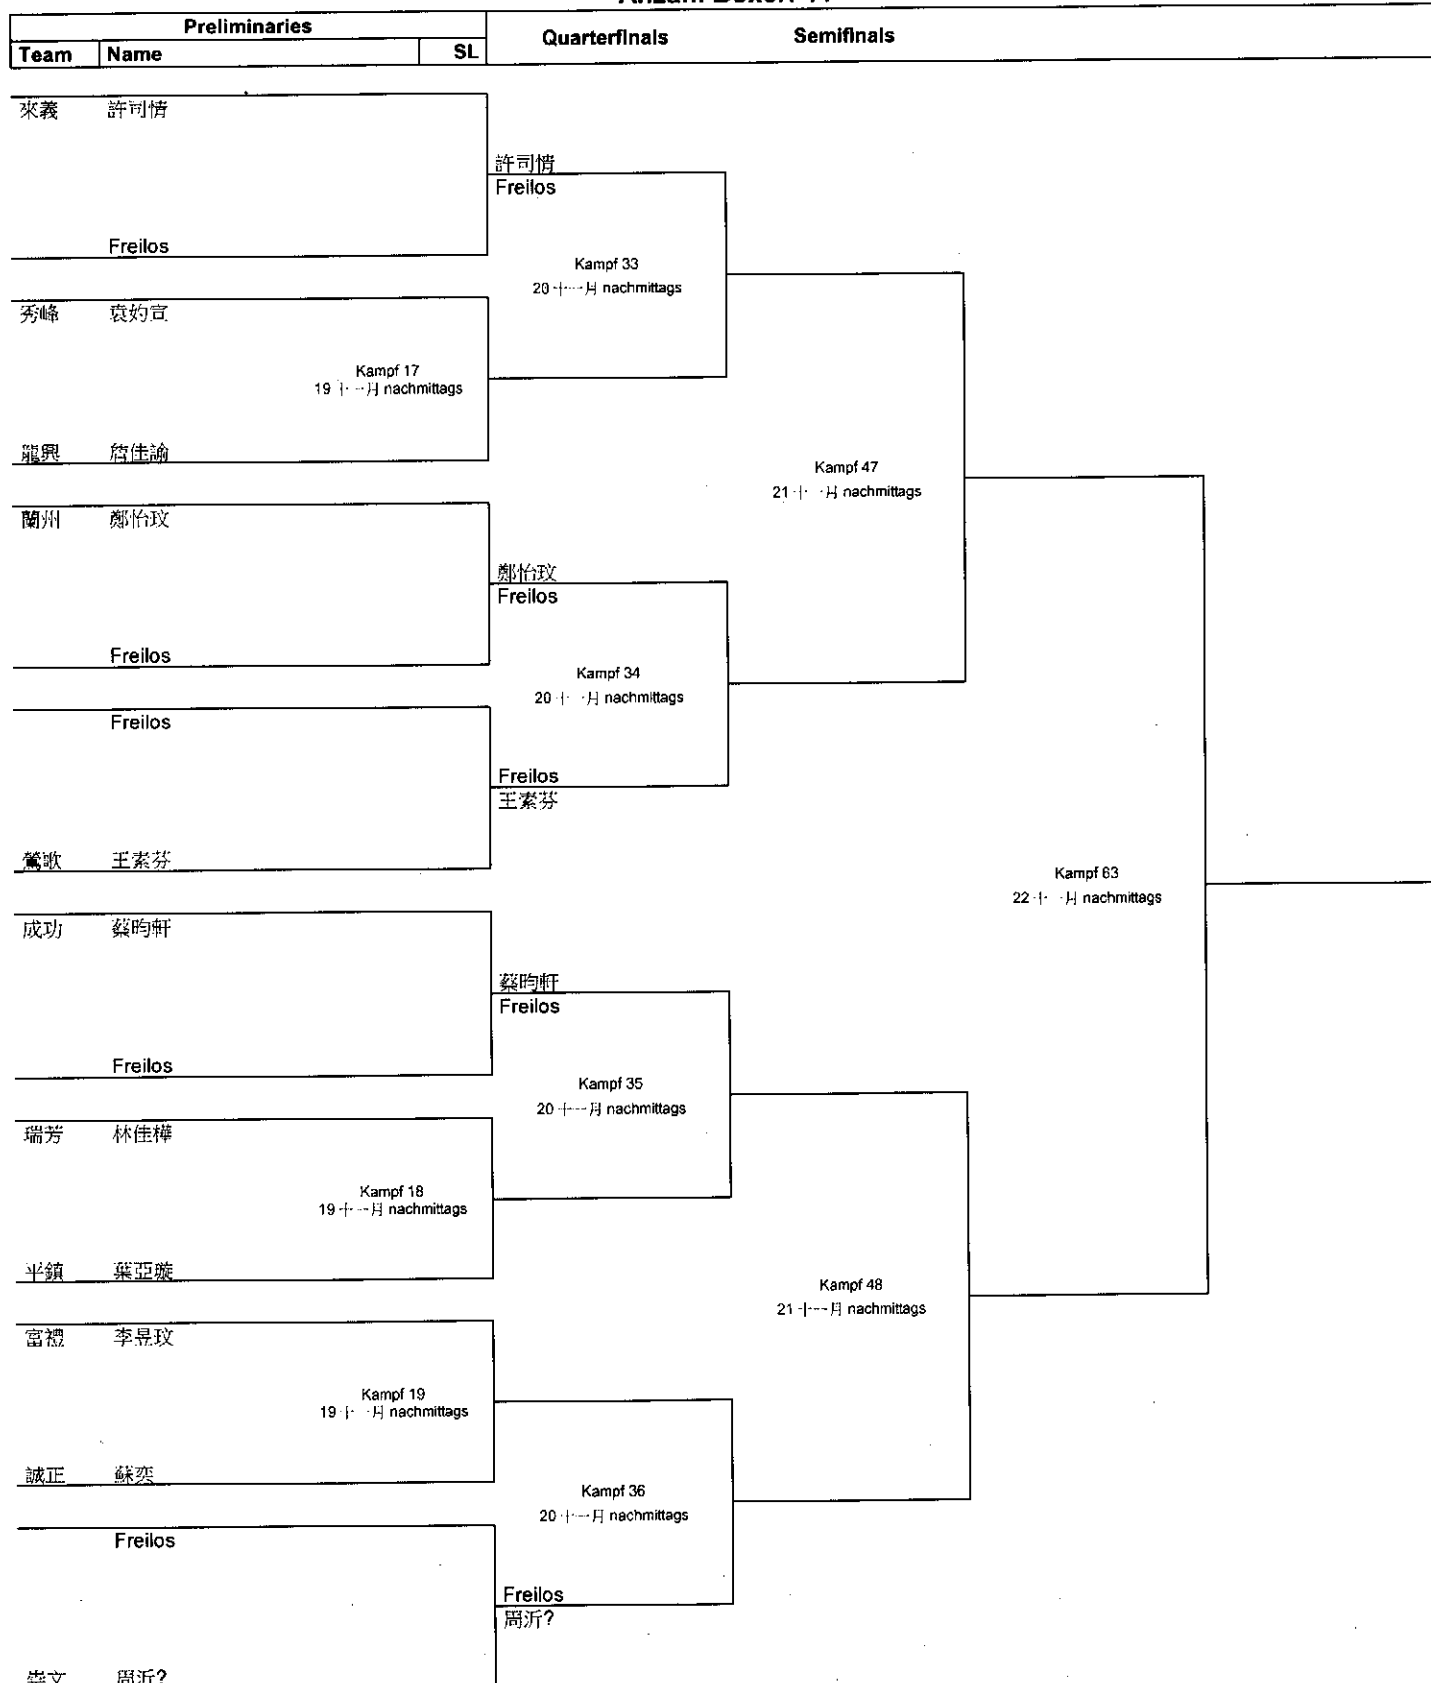 Preliminaries
Quarterfinals
Semifinals
Team Name SL
來義 許司情
許司情
Freilos
Freilos
Kampf 33
20 十一月 nachmittags
秀峰 袁妁宣
Kampf 17
19 十一月 nachmittags
龍興 詹佳諭
Kampf 47
21 十一月 nachmittags
蘭州 鄭怡玟
鄭怡玟
Freilos
Freilos
Kampf 34
20 十一月 nachmittags
Freilos
Freilos
王素芬
鶯歌 王素芬
Kampf 63
22 十一月 nachmittags
成功 蔡昀軒
蔡昀軒
Freilos
Freilos
Kampf 35
20 十一月 nachmittags
瑞芳 林佳樺
Kampf 18
19 十一月 nachmittags
平鎮 葉亞璇
Kampf 48
21 十一月 nachmittags
富禮 李昱玟
Kampf 19
19 十一月 nachmittags
誠正 蘇奕
Kampf 36
20 十一月 nachmittags
Freilos
Freilos
周沂?
周沂?